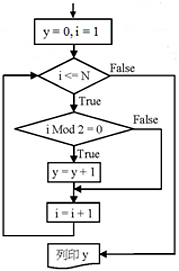 y = 0, i = 1
i <= N
False
True
i Mod 2 = 0
False
True
y = y + 1
i = i + 1
列印 y